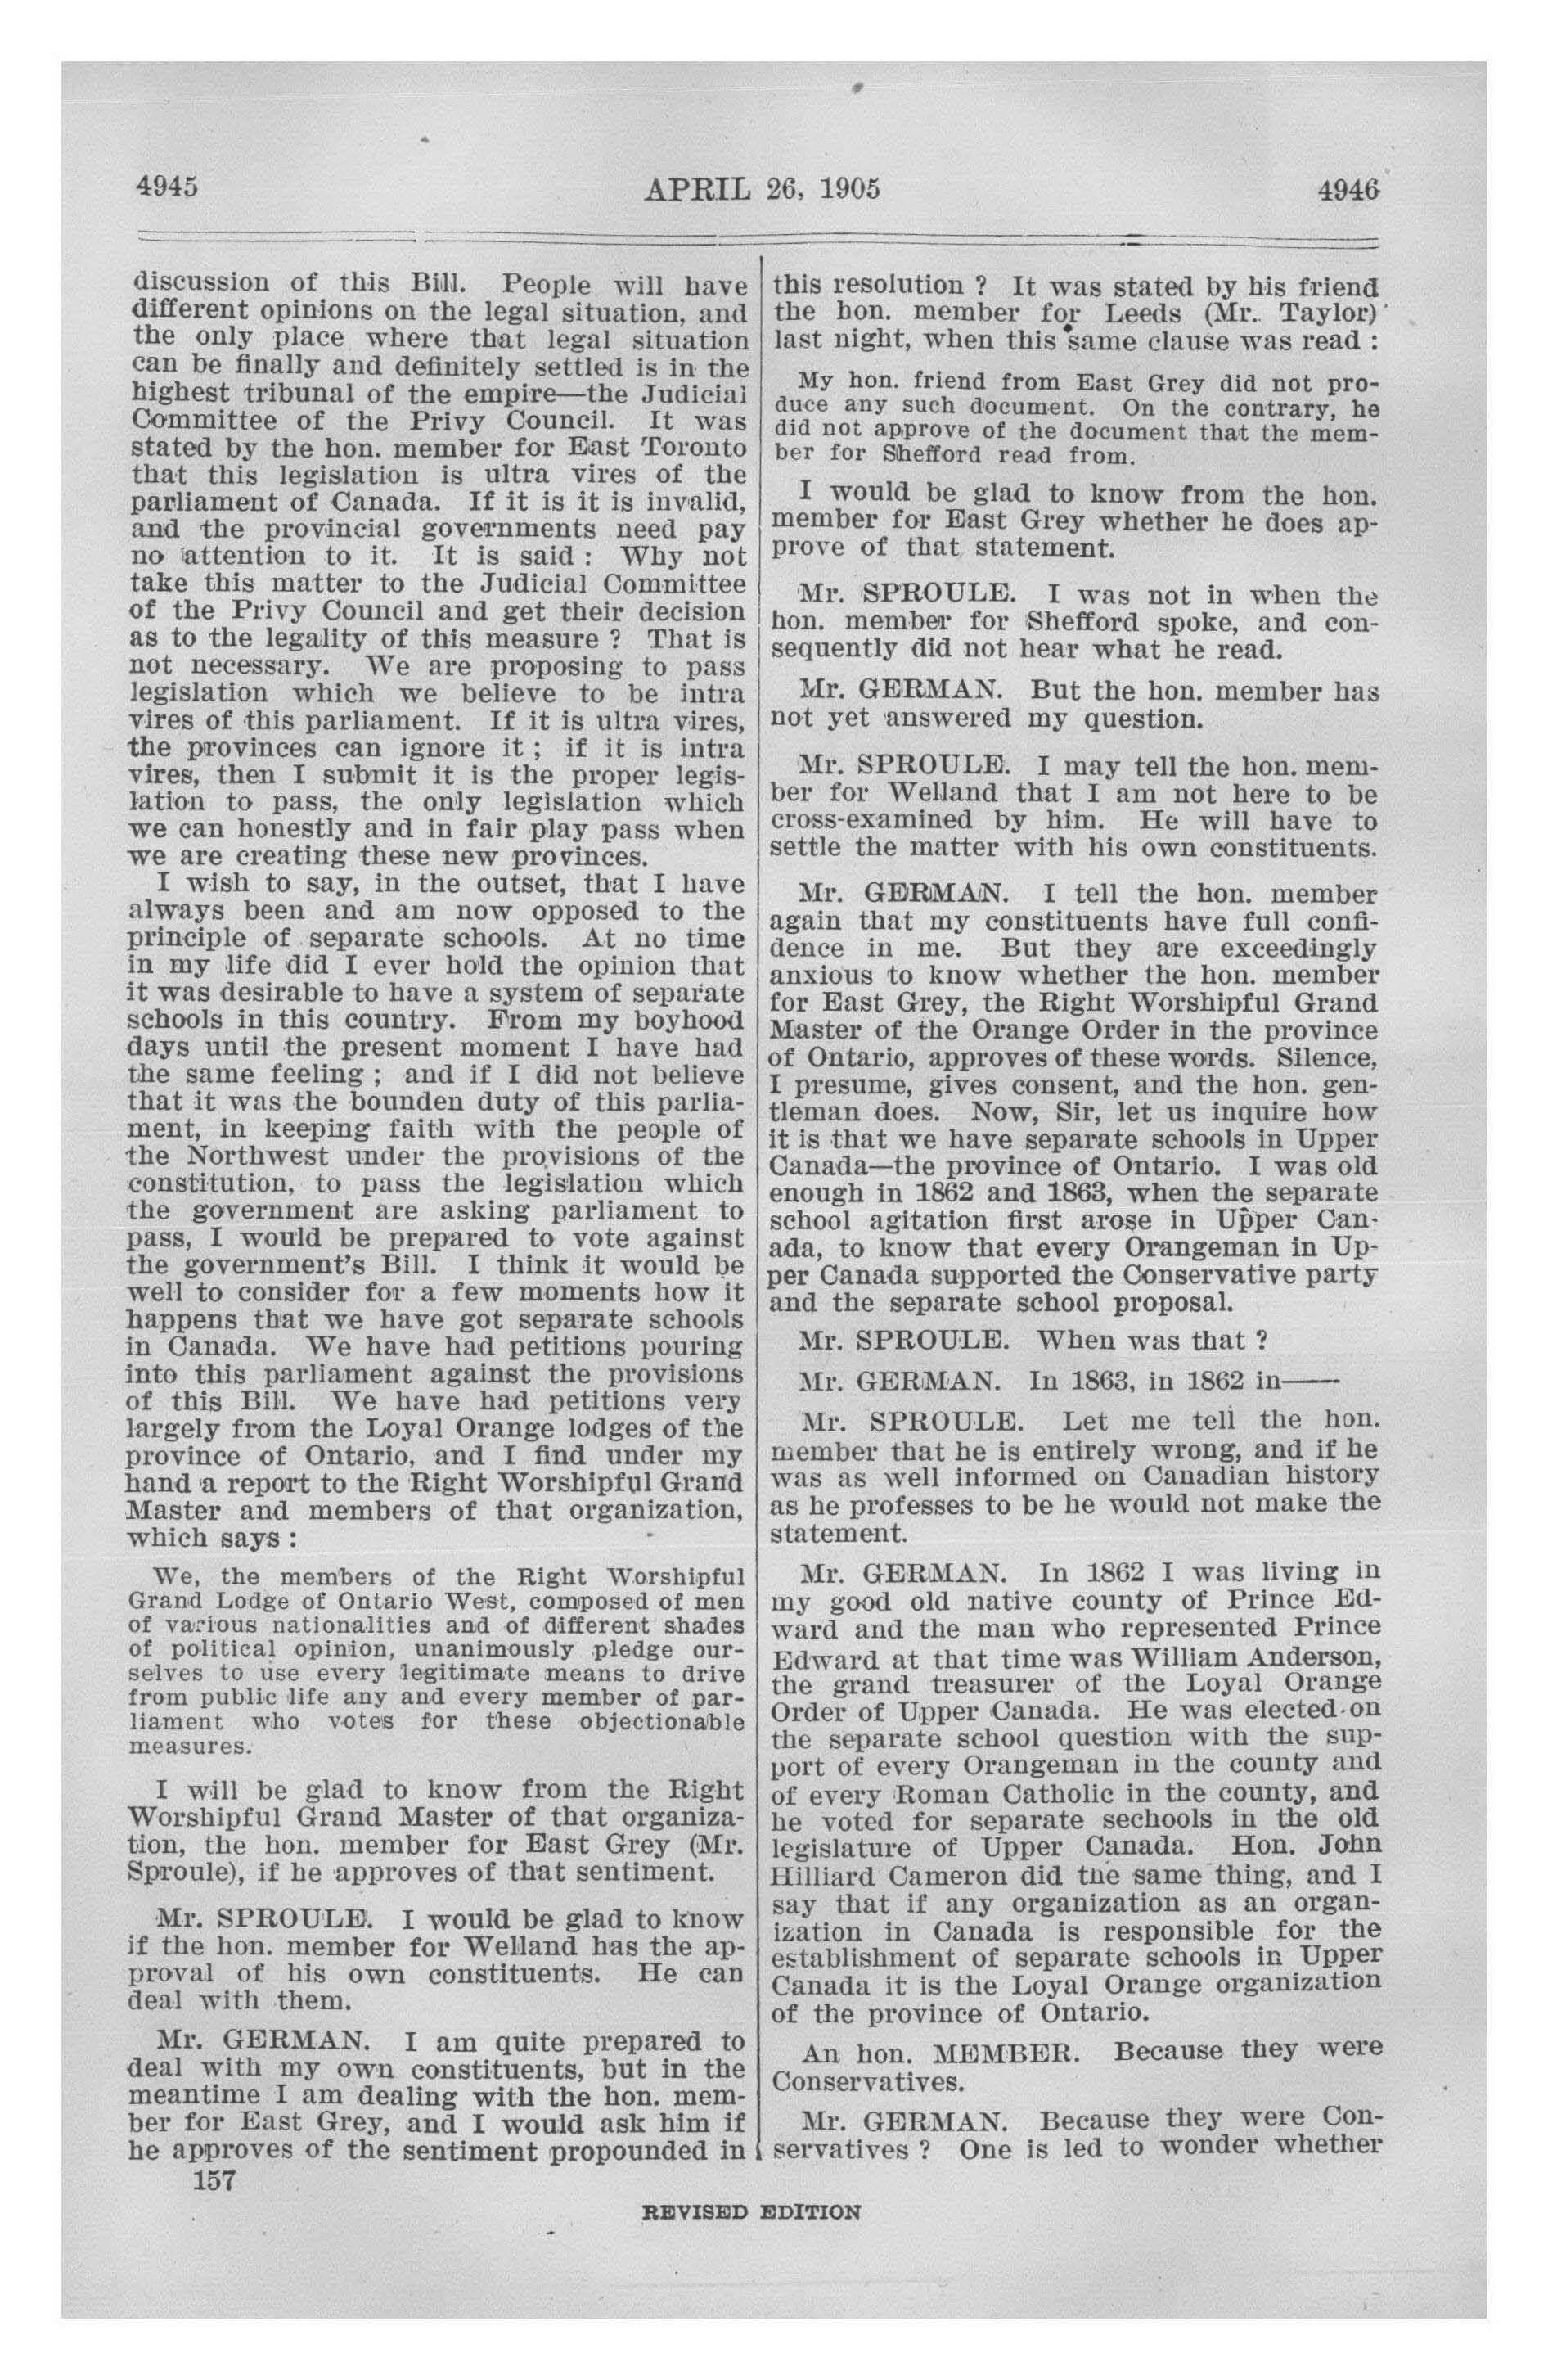 4945 APRIL 26, 1905 4946
discussion of this Bill. People will have
different opinions on the legal situation, and
the only place where that legal situation
can be finally and definitely settled is in the
highest tribunal of the empire—the Judicial
Committee of the Privy Council. It was
stated by the hon. member for East Toronto
that this legislation is ultra vires of the
parliament of Canada. If it is it is invalid,
and the provincial governments need pay
no attention to it. It is said : Why not
take this matter to the Judicial Committee
of the Privy Council and get their decision
as to the legality of this measure ? That is
not necessary. We are proposing to pass
legislation which we believe to be intra
vires of this parliament. If it is ultra vires,
the provinces can ignore it ; if it is intra
vires, then I submit it is the proper legis-
lation to pass, the only legislation which
we can honestly and in fair play pass when
we are creating these new provinces.
I wish to say, in the outset, that I have
always been and am now opposed to the
principle of separate schools. At no time
in my life did I ever hold the opinion that
it was desirable to have a system of separate
schools in this country. From my boyhood
days until the present moment I have had
the same feeling ; and if I did not believe
that it was the bounden duty of this parlia-
ment, in keeping faith with the people of
the Northwest under the provisions of the
constitution, to pass the legislation which
the government are asking parliament to
pass, I would be prepared to vote against
the government's Bill. I think it would be
well to consider for a few moments how it
happens that we have got separate schools
in Canada. We have had petitions pouring
into this parliament against the provisions
of this Bill. We have had petitions very
largely from the Loyal Orange lodges of the
province of Ontario, and I find under my
hand a report to the Right Worshipful Grand
Master and members of that organization,
which says :
We, the members of the Right Worshipful
Grand Lodge of Ontario West, composed of men
of various nationalities and of different shades
of political opinion, unanimously pledge our-
selves to use every legitimate means to drive
from public life any and every member of par-
liament who votes for these objectionable
measures.
I will be glad to know from the Right
Worshipful Grand Master of that organiza-
tion, the hon. member for East Grey (Mr.
Sproule), if he approves of that sentiment.
Mr. SPROULE. I would be glad to know
if the hon. member for Welland has the ap-
proval of his own constituents. He can
deal with them.
Mr. GERMAN. I am quite prepared to
deal with my own constituents, but in the
meantime I am dealing with the hon. mem-
ber for East Grey, and I would ask him if
he approves of the sentiment propounded in
157
this resolution ? It was stated by his friend
the hon. member for Leeds (Mr. Taylor)
last night, when this same clause was read :
My hon. friend from East Grey did not pro-
duce any such document. On the contrary, he
did not approve of the document that the mem-
ber for Shefford read from.
I would be glad to know from the hon.
member for East Grey whether he does ap-
prove of that statement.
Mr. SPROULE. I was not in when the
hon. member for Shefford spoke, and con-
sequently did not hear what he read.
Mr. GERMAN. But the hon. member has
not yet answered my question.
Mr. SPROULE. I may tell the hon. mem-
ber for Welland that I am not here to be
cross-examined by him. He will have to
settle the matter with his own constituents.
Mr. GERMAN. I tell the hon. member
again that my constituents have full confi-
dence in me. But they are exceedingly
anxious to know whether the hon. member
for East Grey, the Right Worshipful Grand
Master of the Orange Order in the province
of Ontario, approves of these words. Silence,
I presume, gives consent, and the hon. gen-
tleman does. Now, Sir, let us inquire how
it is that we have separate schools in Upper
Canada—the province of Ontario. I was old
enough in 1862 and 1863, when the separate
school agitation first arose in Upper Can-
ada, to know that every Orangeman in Up-
per Canada supported the Conservative party
and the separate school proposal.
Mr. SPROULE. When was that ?
Mr. GERMAN. In 1863, in 1862 in——
Mr. SPROULE. Let me tell the hon.
member that he is entirely wrong, and if he
was as well informed on Canadian history
as he professes to be he would not make the
statement.
Mr. GERMAN. In 1862 I was living in
my good old native county of Prince Ed-
ward and the man who represented Prince
Edward at that time was William Anderson,
the grand treasurer of the Loyal Orange
Order of Upper Canada. He was elected on
the separate school question with the sup-
port of every Orangeman in the county and
of every Roman Catholic in the county, and
he voted for separate sechools in the old
legislature of Upper Canada. Hon. John
Hilliard Cameron did the same thing, and I
say that if any organization as an organ-
ization in Canada is responsible for the
establishment of separate schools in Upper
Canada it is the Loyal Orange organization
of the province of Ontario.
An hon. MEMBER. Because they were
Conservatives.
Mr. GERMAN. Because they were Con-
servatives ? One is led to wonder whether
REVISED EDITION